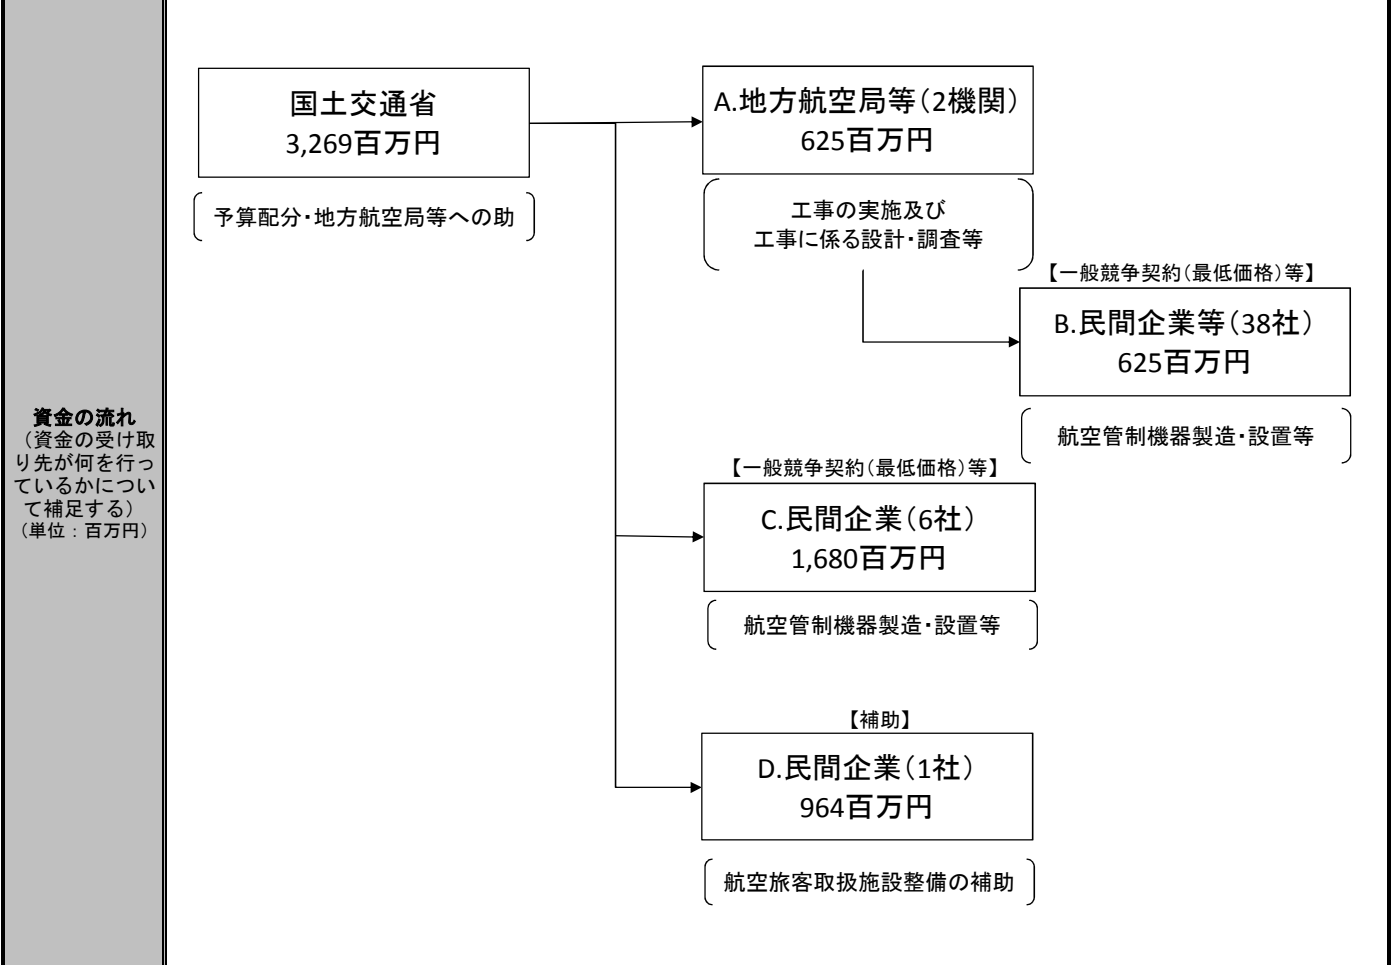 資金の流れ
（資金の受け取
り先が何を行っ
ているかについ
て補足する）
（単位：百万円）
国土交通省
3,269百万円
予算配分・地方航空局等への助
A.地方航空局等（2機関）
625百万円
工事の実施及び
工事に係る設計・調査等
【一般競争契約（最低価格）等】
B.民間企業等（38社）
625百万円
航空管制機器製造・設置等
【一般競争契約（最低価格）等】
C.民間企業（6社）
1,680百万円
航空管制機器製造・設置等
【補助】
D.民間企業（1社）
964百万円
航空旅客取扱施設整備の補助